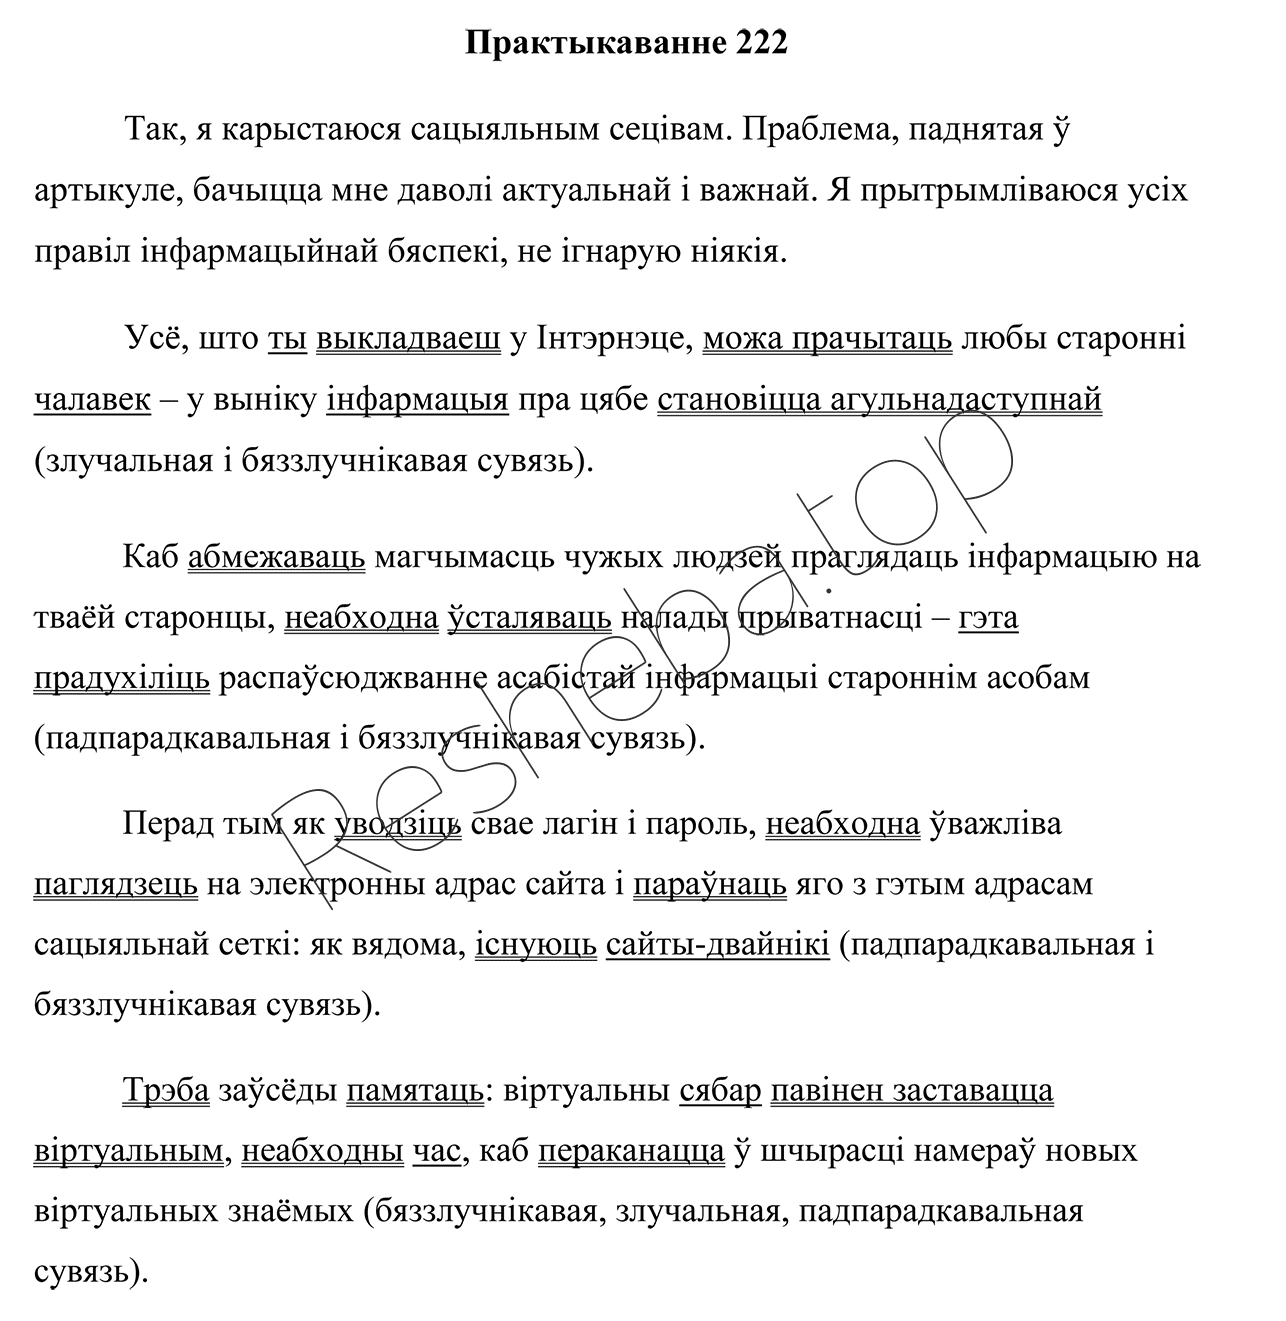 Практыкаванне 222
Так, я карыстаюся сацыяльным сецівам. Праблема, паднятая ў
артыкуле, бачыцца мне даволі актуальнай і важнай. Я прытрымліваюся усіх
правіл інфармацыйнай бяспекі, не ігнарую ніякія.
Усё, што ты выкладваеш у Інтэрнэце, можа прачытаць любы старонні
чалавек – у выніку інфармацыя пра цябе становіцца агульнадаступнай
(злучальная і бяззлучнікавая сувязь).
Каб абмежаваць магчымасць чужых людзей праглядаць інфармацыю на
тваёй старонцы, неабходна ўсталяваць налады прыватнасці – гэта
прадухіліць распаўсюджванне асабістай інфармацыі староннім асобам
(падпарадкавальная і бяззлучнікавая сувязь).
Перад тым як уводзіць свае лагін і пароль, неабходна ўважліва
паглядзець на электронны адрас сайта і параўнаць яго з гэтым адрасам
сацыяльнай сеткі: як вядома, існуюць сайты-двайнікі (падпарадкавальная і
бяззлучнікавая сувязь).
Трэба заўсёды памятаць: віртуальны сябар павінен заставацца
віртуальным, неабходны час, каб пераканацца ў шчырасці намераў новых
віртуальных знаёмых (бяззлучнікавая, злучальная, падпарадкавальная
сувязь).
Resheba.top